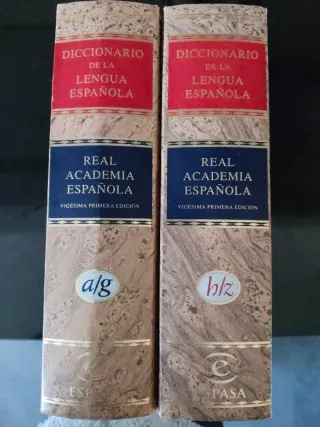 DICCIONARIO
DE LA
LENGUA
ESPAÑOLA
REAL
ACADEMIA
ESPAÑOLA
VIGÉSIMA PRIMERA EDICIÓN
a/g
DICCIONARIO
DE LA
LENGUA
ESPAÑOLA
REAL
ACADEMIA
ESPAÑOLA
VIGÉSIMA PRIMERA EDICIÓN
h/z
e
PASA